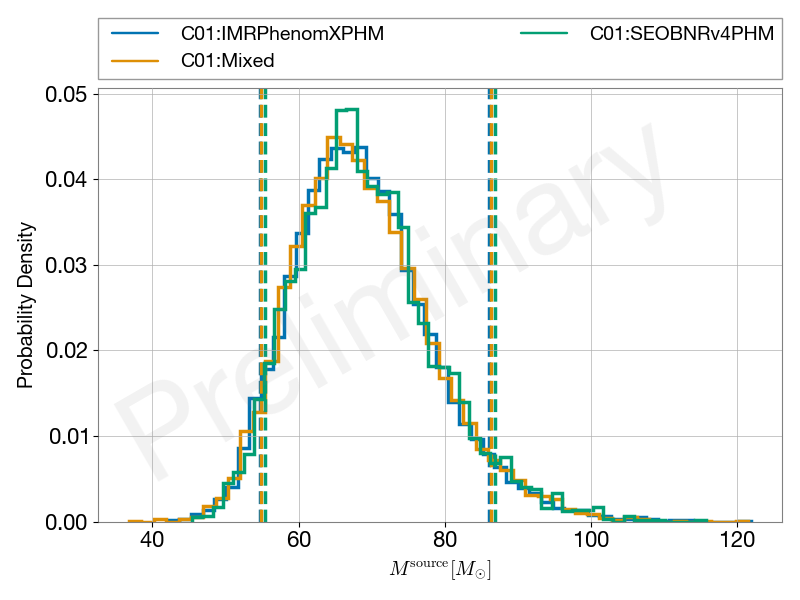 C01:IMRPhenomXPHM
C01:Mixed
C01:SEOBNRv4PHM
0.05
0.04
0.03
0.02
0.01
0.00
Probability Density
Preliminary
40 60 80 100 120
M^source [M_⊙]